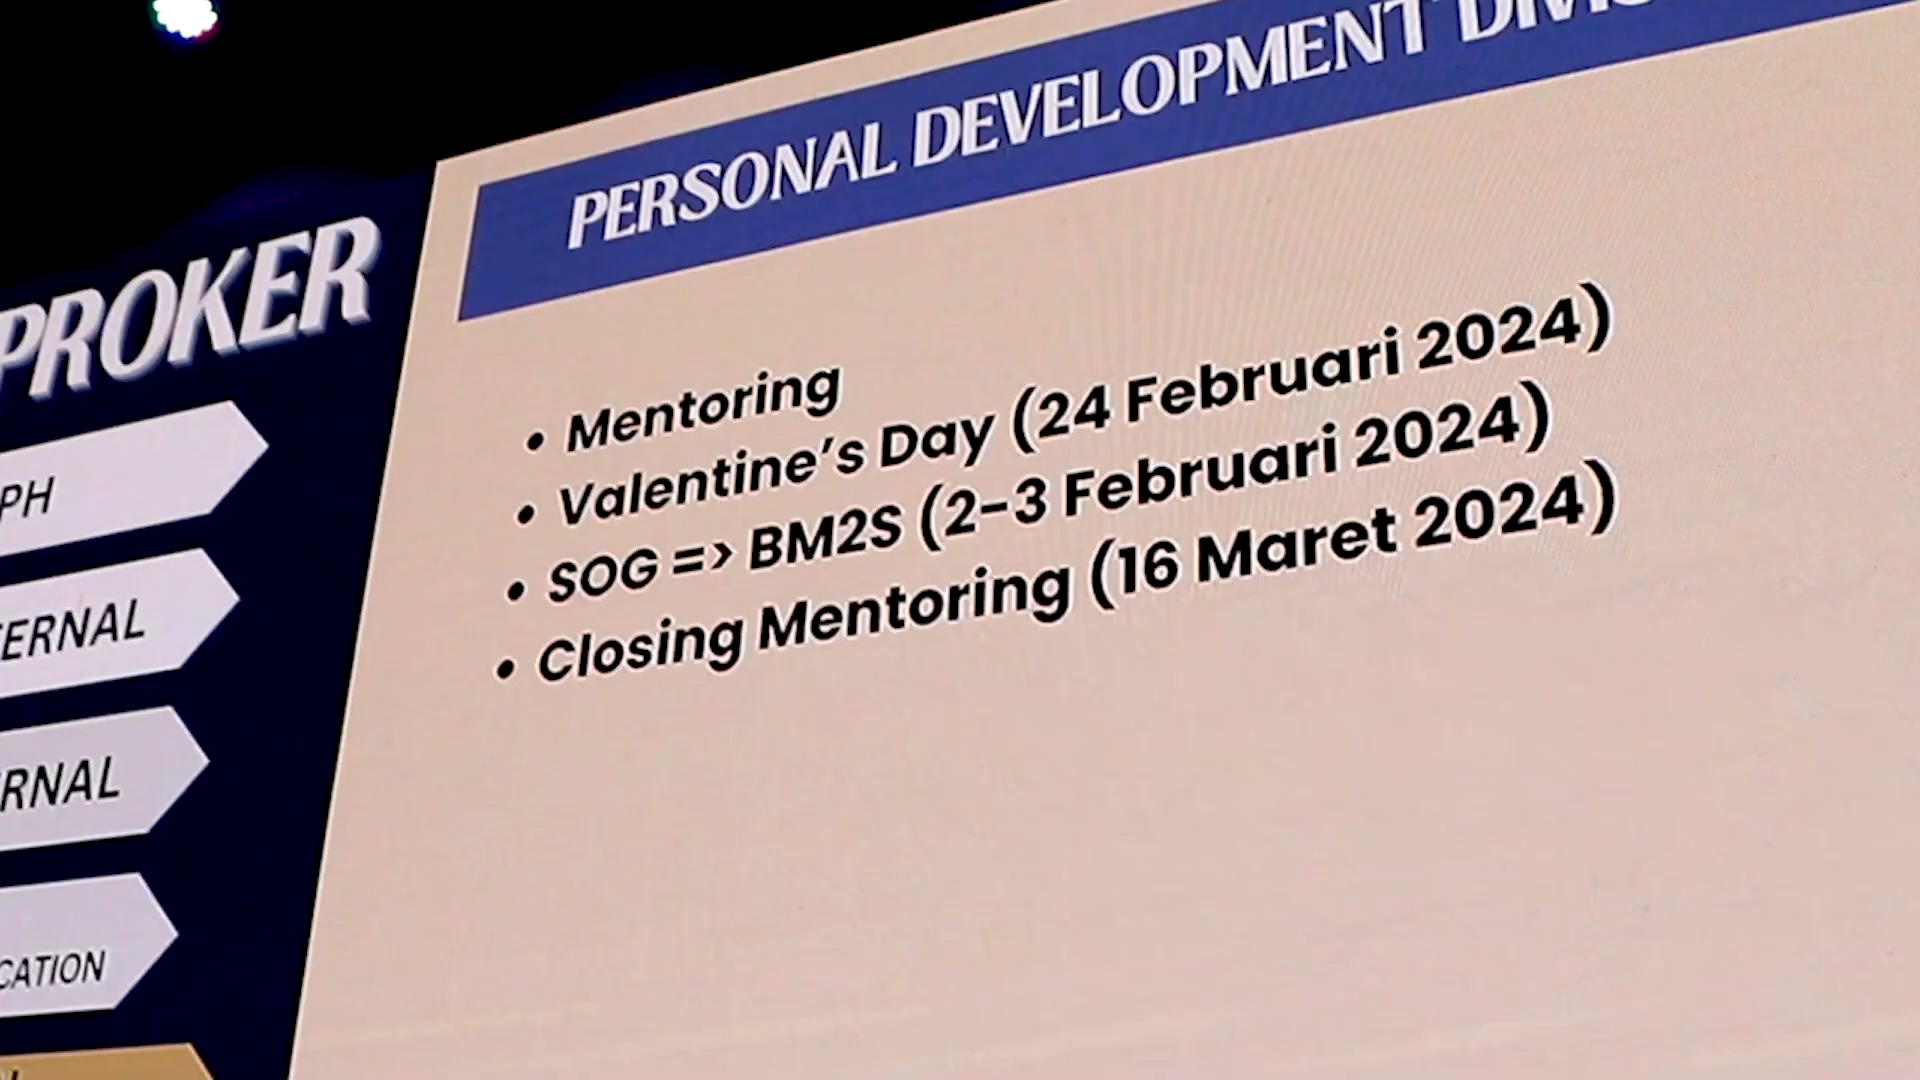 PERSONAL DEVELOPMENT
PROKER
• Mentoring
• Valentine's Day (24 Februari 2024)
• SOG => BM2S (2-3 Februari 2024)
• Closing Mentoring (16 Maret 2024)
PH
TERNAL
RNAL
CATION